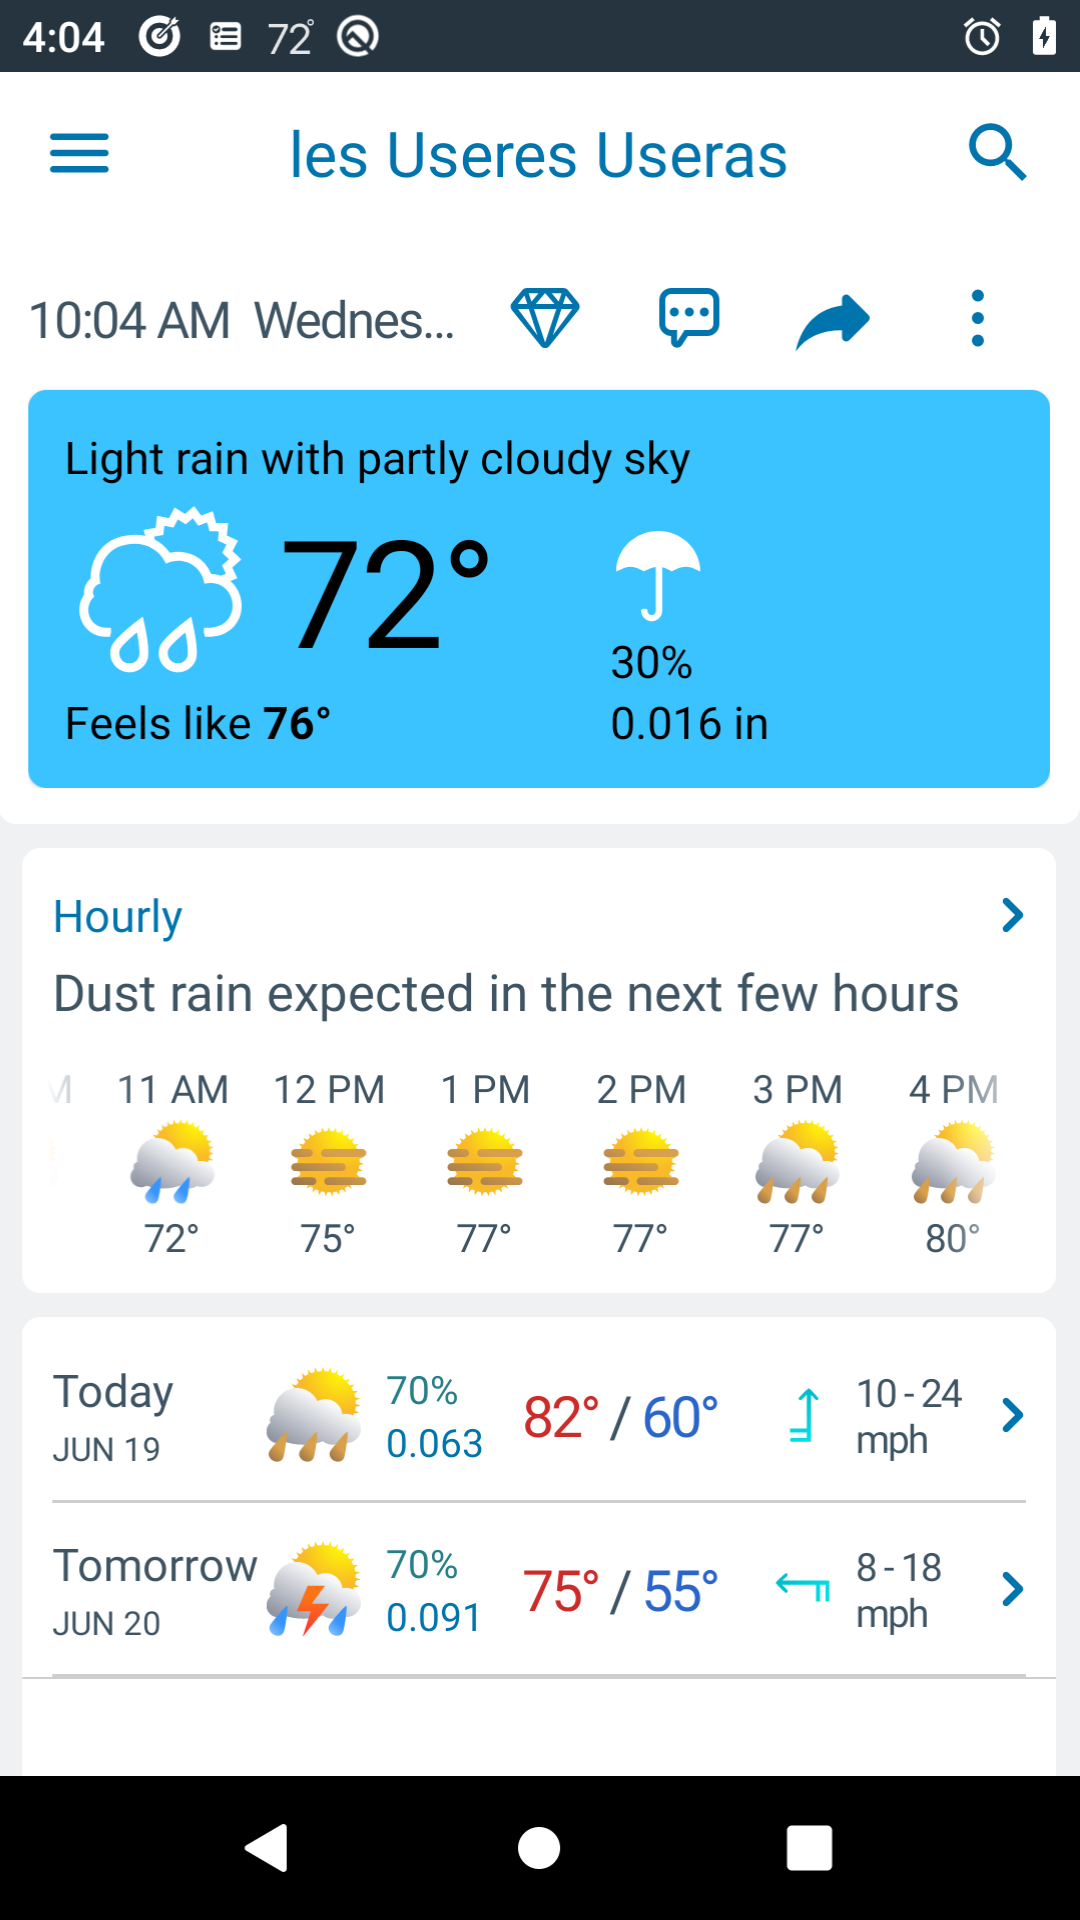 4:04 72°
les Useres Useras
10:04 AM Wednes...
Light rain with partly cloudy sky
72°
30%
Feels like 76°
0.016 in
Hourly
Dust rain expected in the next few hours
M 11 AM 12 PM 1 PM 2 PM 3 PM 4 PM
72° 75° 77° 77° 77° 80°
Today 70% 82° / 60° 10 - 24
JUN 19 0.063 mph
Tomorrow 70% 75° / 55° 8 - 18
JUN 20 0.091 mph